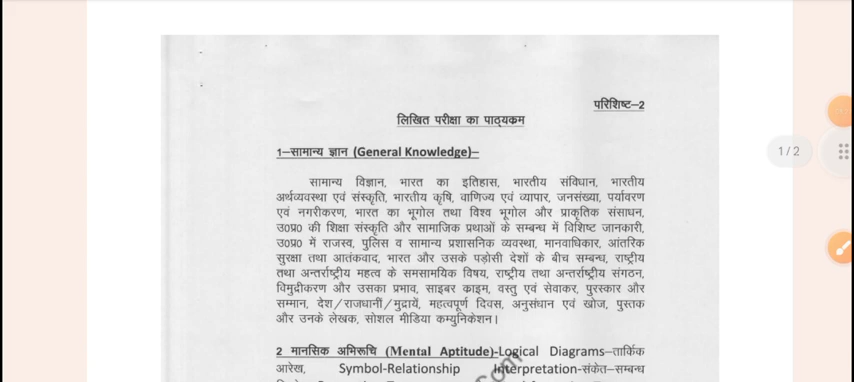 परिशिष्ट–2
लिखित परीक्षा का पाठ्यक्रम
1–सामान्य ज्ञान (General Knowledge)–
1 / 2
सामान्य विज्ञान, भारत का इतिहास, भारतीय संविधान, भारतीय
अर्थव्यवस्था एवं संस्कृति, भारतीय कृषि, वाणिज्य एवं व्यापार, जनसंख्या, पर्यावरण
एवं नगरीकरण, भारत का भूगोल तथा विश्व भूगोल और प्राकृतिक संसाधन,
उ0प्र0 की शिक्षा संस्कृति और सामाजिक प्रथाओं के सम्बन्ध में विशिष्ट जानकारी,
उ0प्र0 में राजस्व, पुलिस व सामान्य प्रशासनिक व्यवस्था, मानवाधिकार, आंतरिक
सुरक्षा तथा आतंकवाद, भारत और उसके पड़ोसी देशों के बीच सम्बन्ध, राष्ट्रीय
तथा अन्तर्राष्ट्रीय महत्व के समसामयिक विषय, राष्ट्रीय तथा अन्तर्राष्ट्रीय संगठन,
विमुद्रीकरण और उसका प्रभाव, साइबर क्राइम, वस्तु एवं सेवाकर, पुरस्कार और
सम्मान, देश/राजधानी/मुद्रायें, महत्वपूर्ण दिवस, अनुसंधान एवं खोज, पुस्तक
और उनके लेखक, सोशल मीडिया कम्युनिकेशन।
2 मानसिक अभिरूचि (Mental Aptitude)-Logical Diagrams–तार्किक
आरेख, Symbol-Relationship Interpretation-संकेत–सम्बन्ध